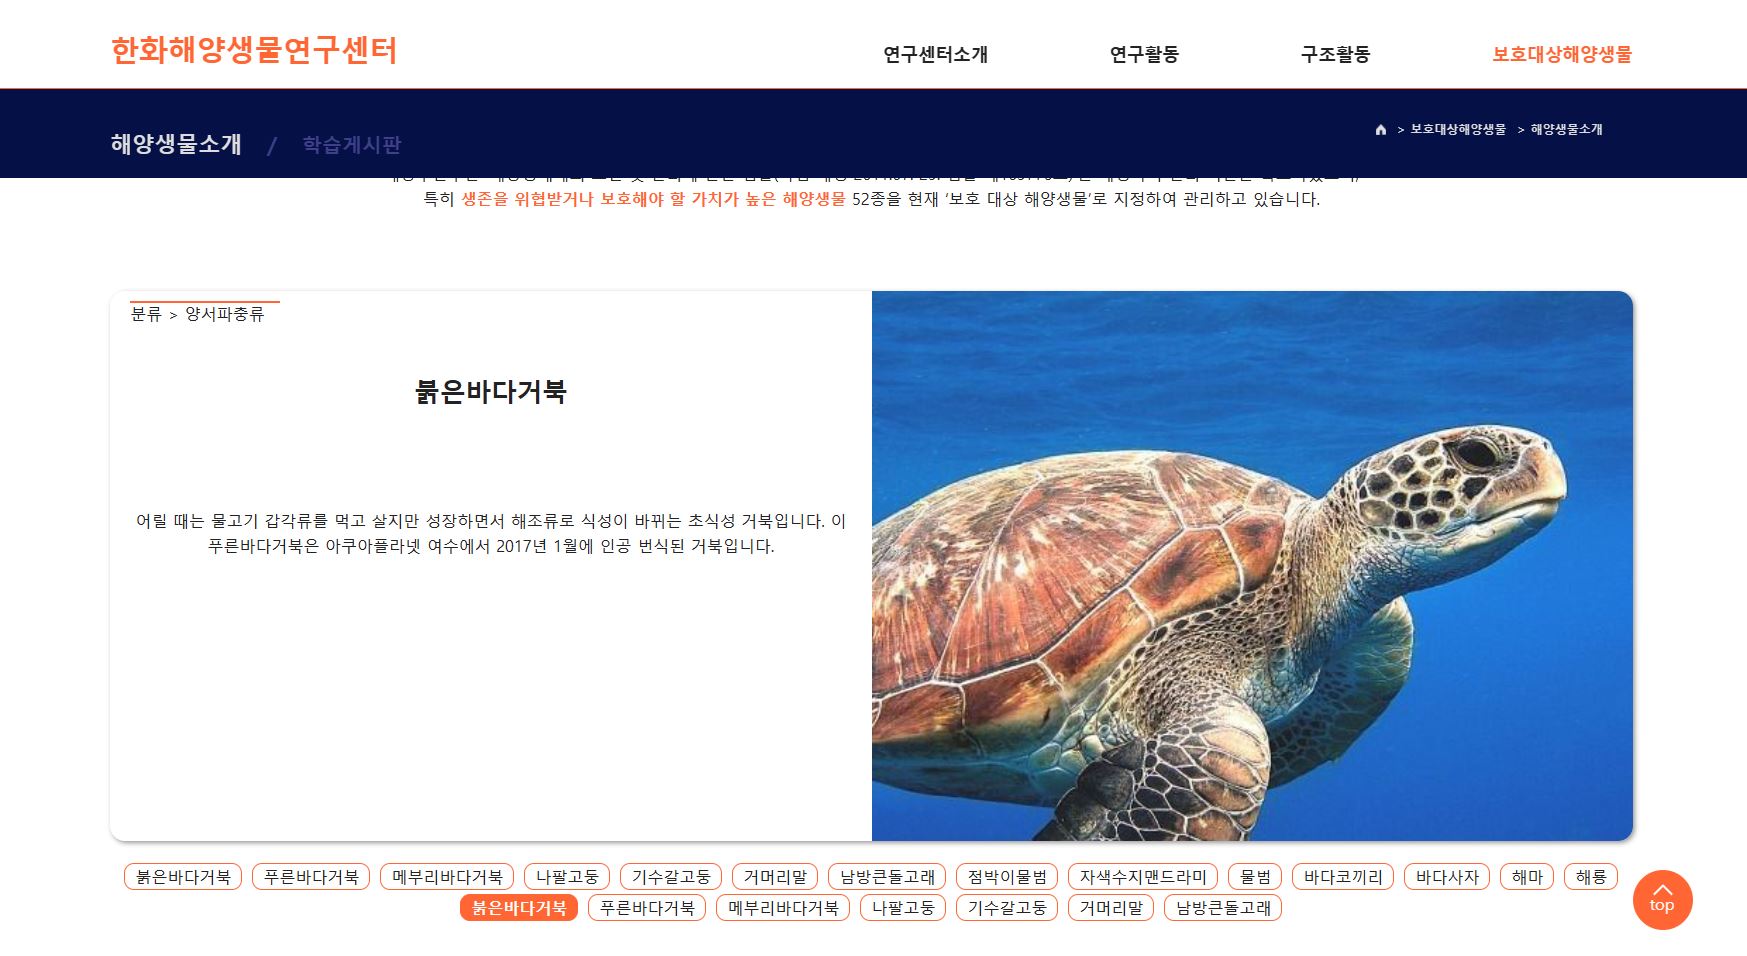 한화해양생물연구센터
연구센터소개 연구활동 구조활동 보호대상해양생물
해양생물소개 / 학습게시판
> 보호대상해양생물 > 해양생물소개
특히 생존을 위협받거나 보호해야 할 가치가 높은 해양생물 52종을 현재 ‘보호 대상 해양생물’로 지정하여 관리하고 있습니다.
분류 > 양서파충류
붉은바다거북
어릴 때는 물고기 갑각류를 먹고 살지만 성장하면서 해조류로 식성이 바뀌는 초식성 거북입니다. 이
푸른바다거북은 아쿠아플라넷 여수에서 2017년 1월에 인공 번식된 거북입니다.
붉은바다거북 푸른바다거북 메부리바다거북 나팔고둥 기수갈고둥 거머리말 남방큰돌고래 점박이물범 자색수지맨드라미 물범 바다코끼리 바다사자 해마 해룡
붉은바다거북 푸른바다거북 메부리바다거북 나팔고둥 기수갈고둥 거머리말 남방큰돌고래
top